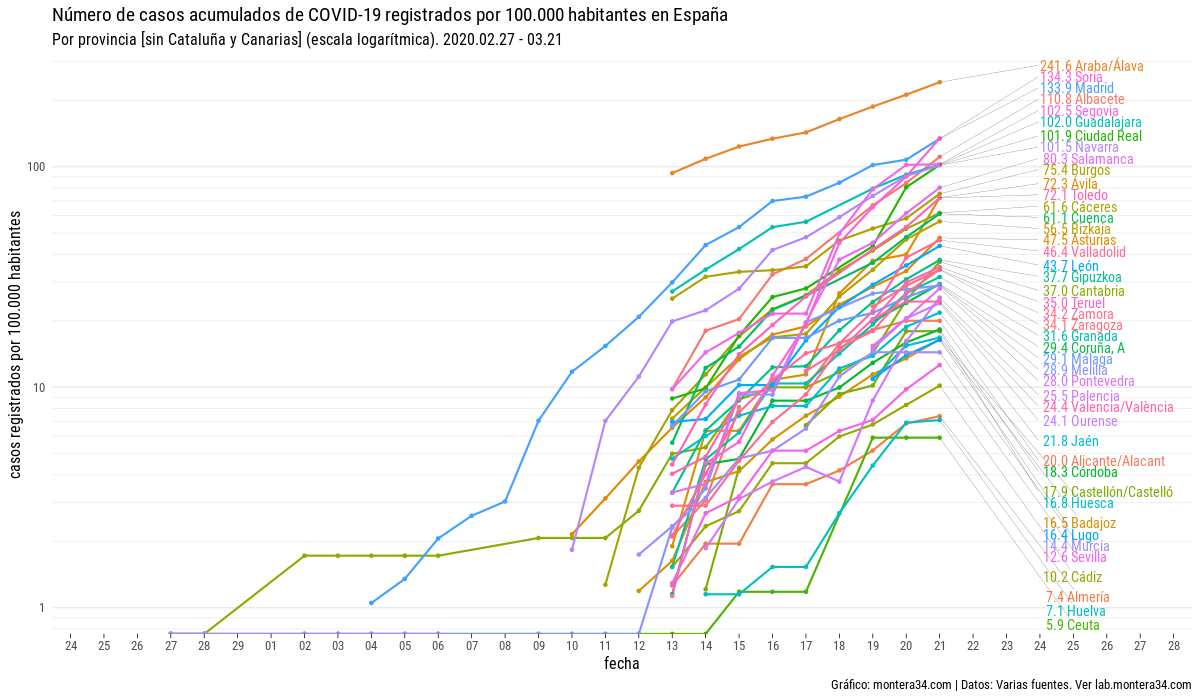 Número de casos acumulados de COVID-19 registrados por 100.000 habitantes en España
Por provincia [sin Cataluña y Canarias] (escala logarítmica). 2020.02.27 - 03.21
casos registrados por 100.000 habitantes
100
10
1
241.6 Araba/Álava
134.3 Soria
133.9 Madrid
110.8 Albacete
102.5 Segovia
102.0 Guadalajara
101.9 Ciudad Real
101.5 Navarra
80.3 Salamanca
75.4 Burgos
72.3 Ávila
72.1 Toledo
61.6 Cáceres
61.1 Cuenca
56.5 Bizkaia
47.5 Asturias
46.4 Valladolid
43.7 León
37.7 Gipuzkoa
37.0 Cantabria
35.0 Teruel
34.2 Zamora
34.1 Zaragoza
31.6 Granada
29.4 Coruña, A
29.1 Málaga
28.9 Melilla
28.0 Pontevedra
25.5 Palencia
24.4 Valencia/València
24.1 Ourense
21.8 Jaén
20.0 Alicante/Alacant
18.3 Córdoba
17.9 Castellón/Castelló
16.8 Huesca
16.5 Badajoz
16.4 Lugo
14.4 Murcia
12.6 Sevilla
10.2 Cádiz
7.4 Almería
7.1 Huelva
5.9 Ceuta
24 25 26 27 28 29 01 02 03 04 05 06 07 08 09 10 11 12 13 14 15 16 17 18 19 20 21 22 23 24 25 26 27 28
fecha
Gráfico: montera34.com | Datos: Varias fuentes. Ver lab.montera34.com